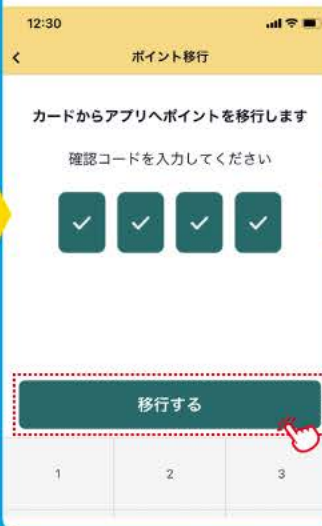 12:30
ポイント移行
カードからアプリへポイントを移行します
確認コードを入力してください
移行する
1 2 3